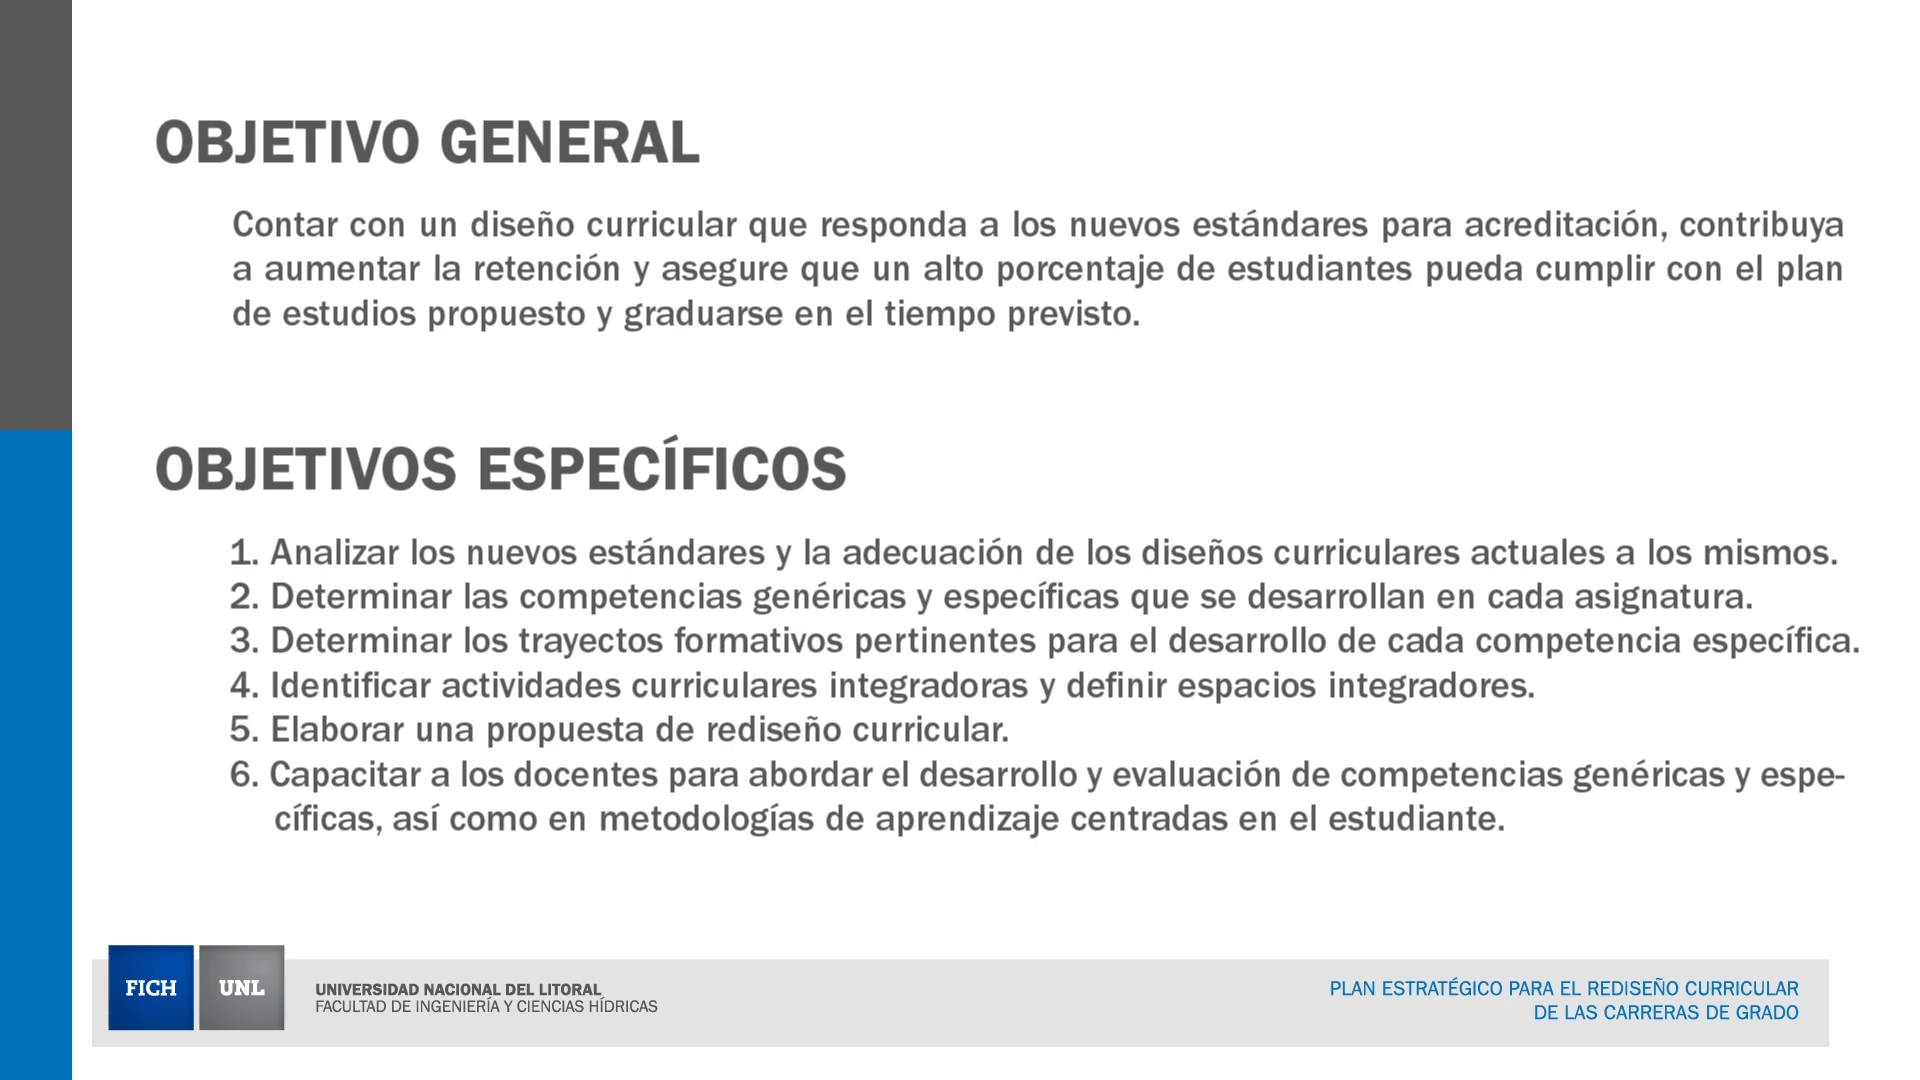 OBJETIVO GENERAL
Contar con un diseño curricular que responda a los nuevos estándares para acreditación, contribuya
a aumentar la retención y asegure que un alto porcentaje de estudiantes pueda cumplir con el plan
de estudios propuesto y graduarse en el tiempo previsto.
OBJETIVOS ESPECÍFICOS
1. Analizar los nuevos estándares y la adecuación de los diseños curriculares actuales a los mismos.
2. Determinar las competencias genéricas y específicas que se desarrollan en cada asignatura.
3. Determinar los trayectos formativos pertinentes para el desarrollo de cada competencia específica.
4. Identificar actividades curriculares integradoras y definir espacios integradores.
5. Elaborar una propuesta de rediseño curricular.
6. Capacitar a los docentes para abordar el desarrollo y evaluación de competencias genéricas y espe-
cíficas, así como en metodologías de aprendizaje centradas en el estudiante.
FICH UNL
UNIVERSIDAD NACIONAL DEL LITORAL
FACULTAD DE INGENIERÍA Y CIENCIAS HÍDRICAS
PLAN ESTRATÉGICO PARA EL REDISEÑO CURRICULAR
DE LAS CARRERAS DE GRADO